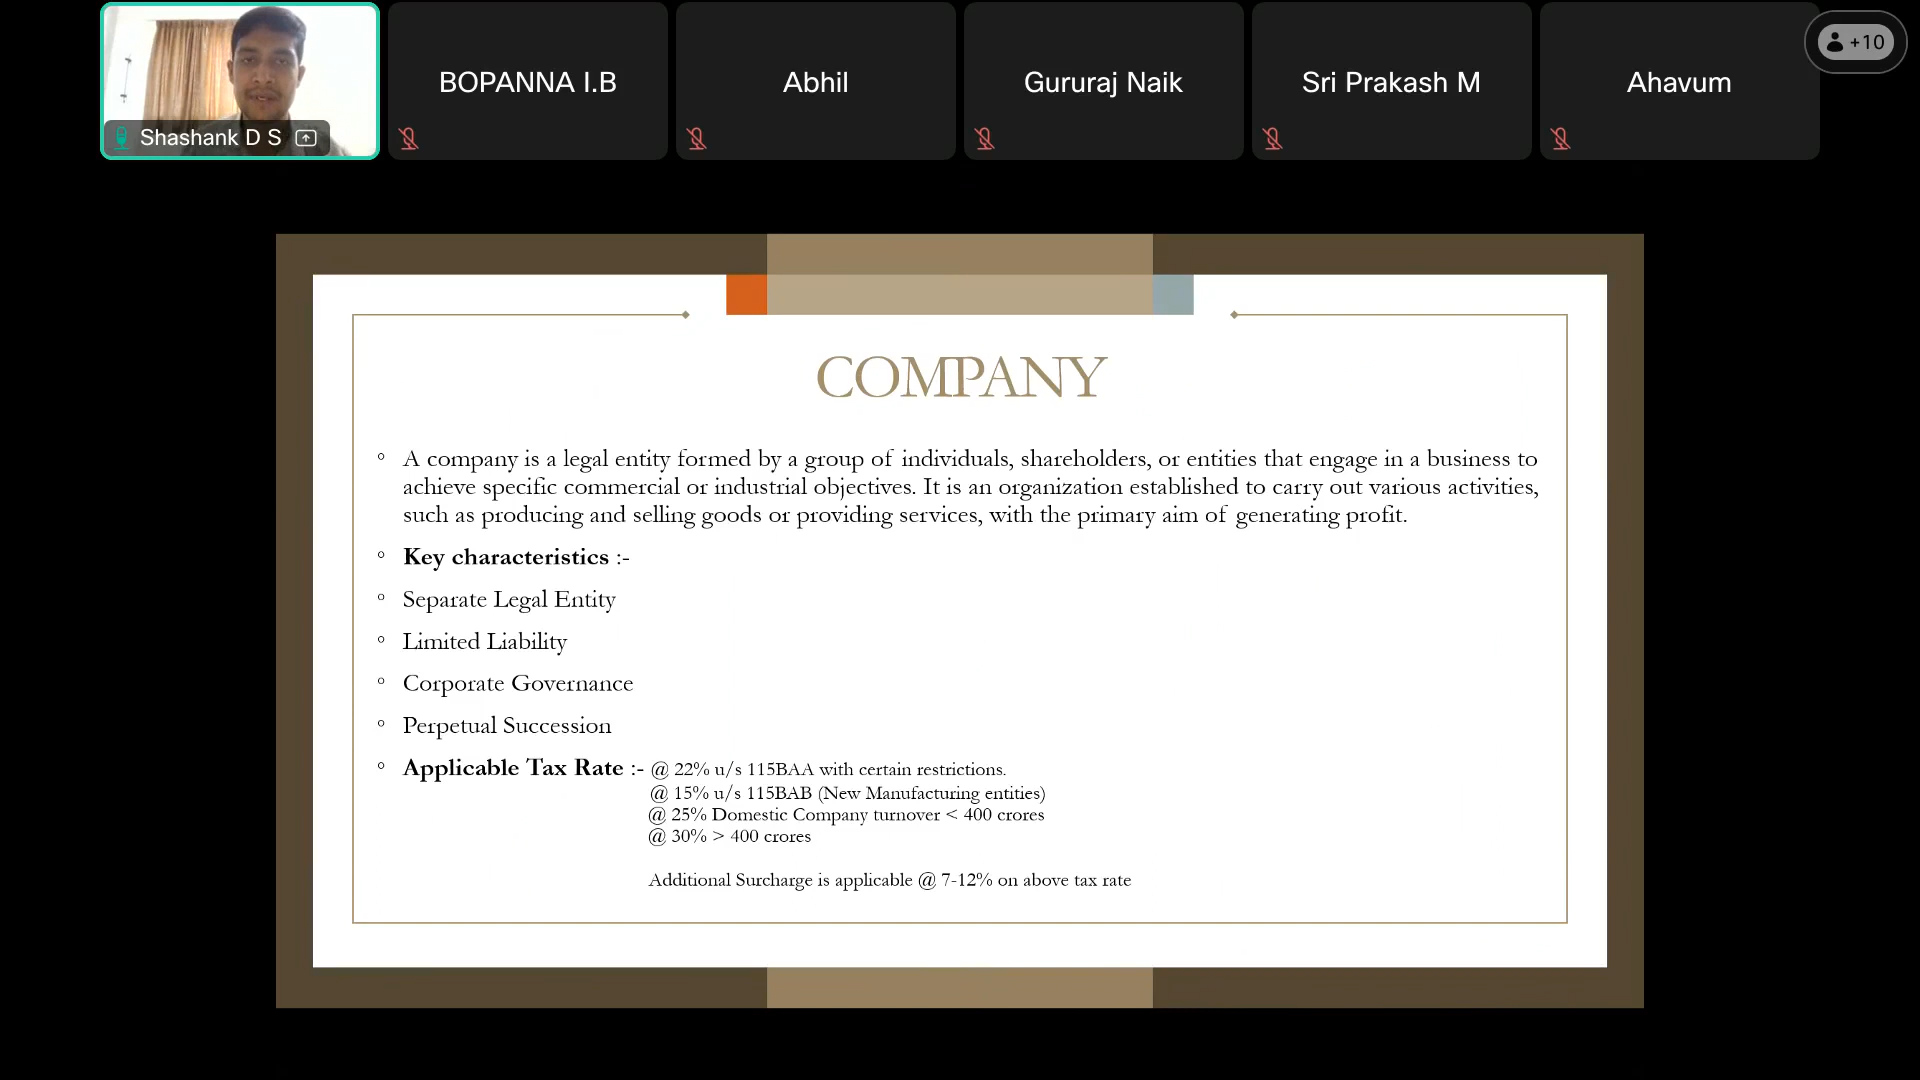 Shashank D S
BOPANNA I.B
Abhil
Gururaj Naik
Sri Prakash M
Ahavum
+10
COMPANY
A company is a legal entity formed by a group of individuals, shareholders, or entities that engage in a business to
achieve specific commercial or industrial objectives. It is an organization established to carry out various activities,
such as producing and selling goods or providing services, with the primary aim of generating profit.
Key characteristics :-
Separate Legal Entity
Limited Liability
Corporate Governance
Perpetual Succession
Applicable Tax Rate :- @ 22% u/s 115BAA with certain restrictions.
@ 15% u/s 115BAB (New Manufacturing entities)
@ 25% Domestic Company turnover < 400 crores
@ 30% > 400 crores
Additional Surcharge is applicable @ 7-12% on above tax rate